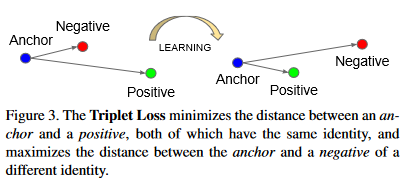 Negative
Anchor
LEARNING
Positive
Negative
Anchor
Positive
Figure 3. The Triplet Loss minimizes the distance between an an-
chor and a positive, both of which have the same identity, and
maximizes the distance between the anchor and a negative of a
different identity.